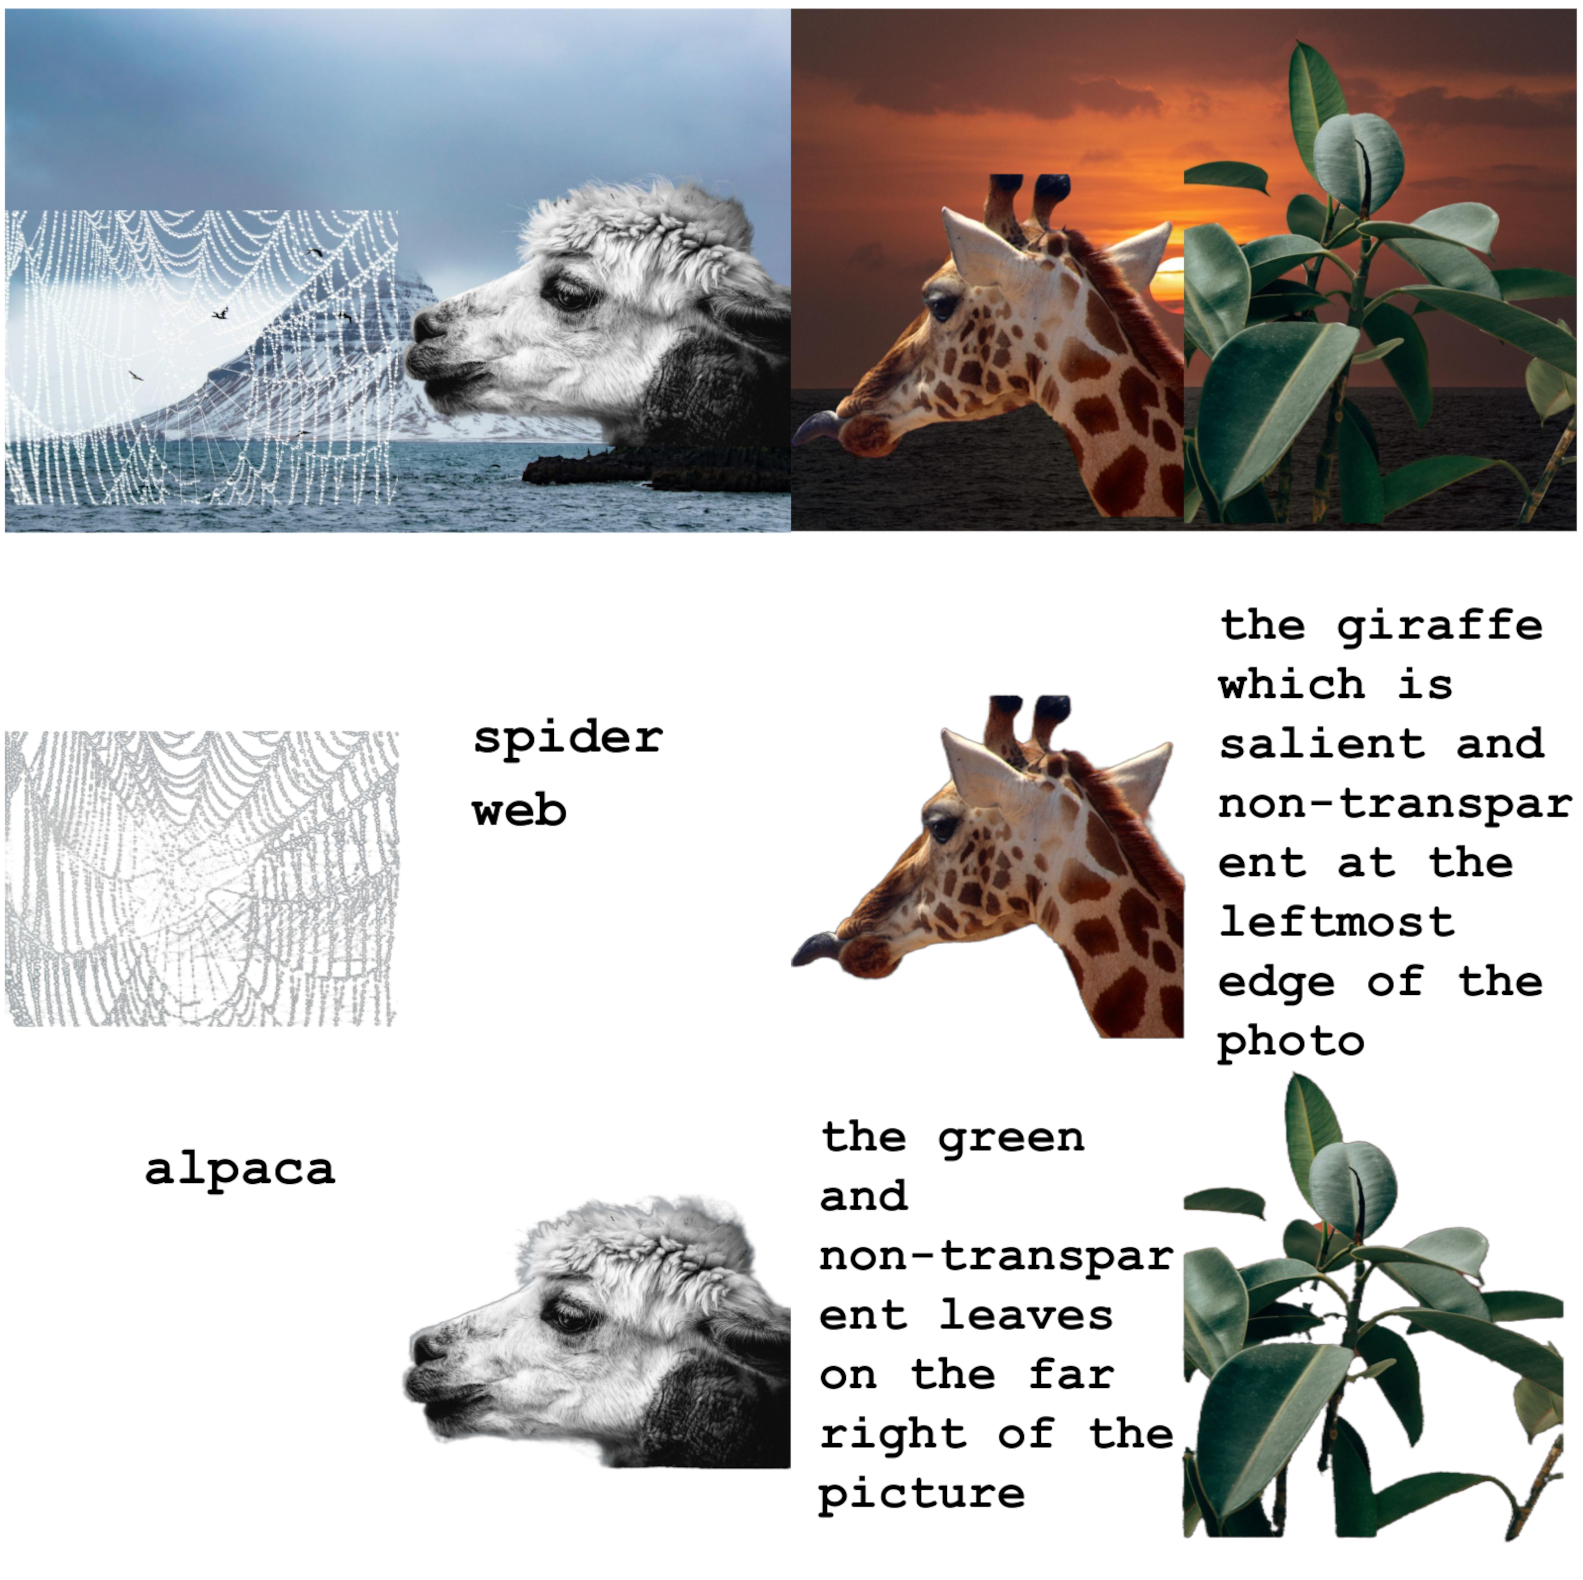 spider
web
the giraffe
which is
salient and
non-transpar
ent at the
leftmost
edge of the
photo
alpaca
the green
and
non-transpar
ent leaves
on the far
right of the
picture